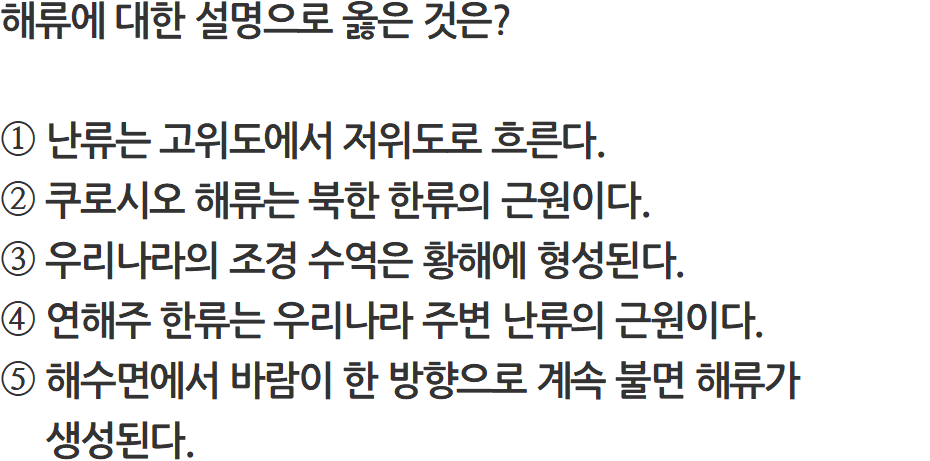 해류에 대한 설명으로 옳은 것은?
① 난류는 고위도에서 저위도로 흐른다.
② 쿠로시오 해류는 북한 한류의 근원이다.
③ 우리나라의 조경 수역은 황해에 형성된다.
④ 연해주 한류는 우리나라 주변 난류의 근원이다.
⑤ 해수면에서 바람이 한 방향으로 계속 불면 해류가
생성된다.